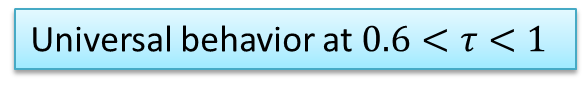 Universal behavior at 0.6 < τ < 1